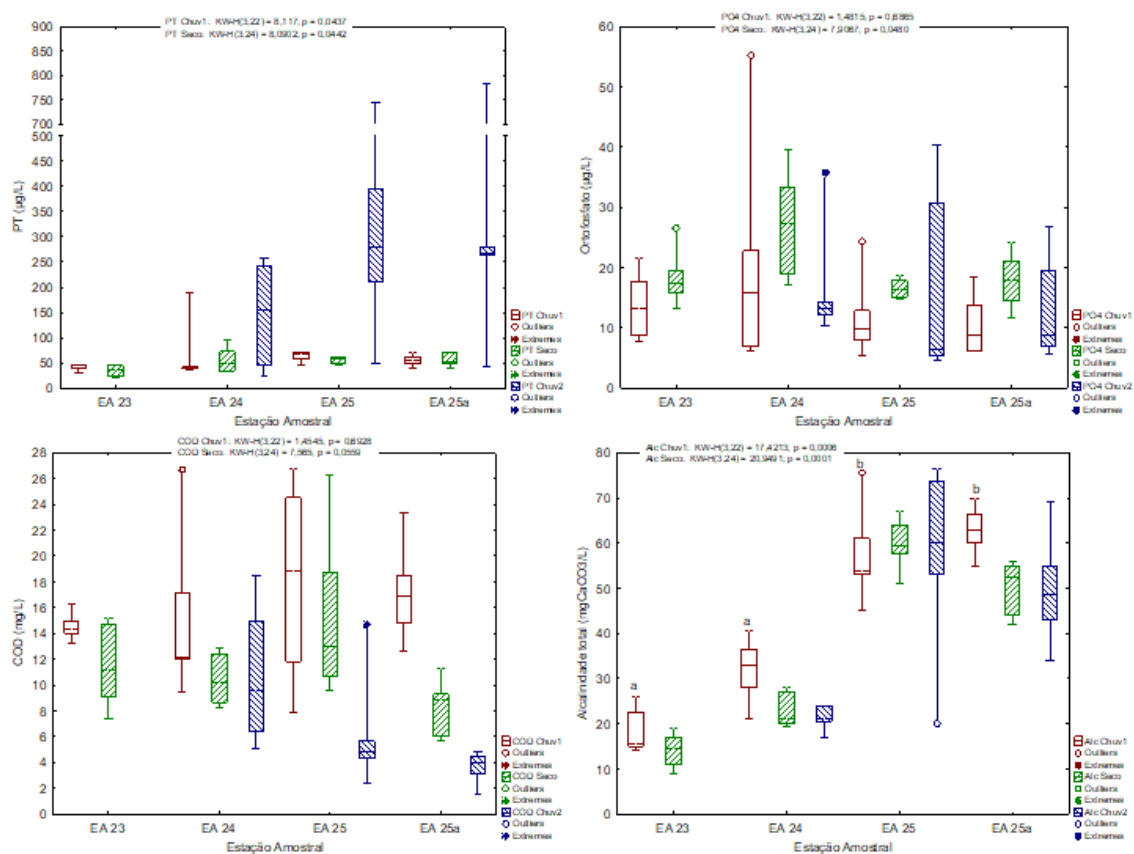 PT Chuv1: KW-H(3,22) = 8,117; p = 0,0437
PT Seco: KW-H(3,24) = 8,0902; p = 0,0442
900
850
800
750
700
500
450
400
350
300
250
200
150
100
50
0
PT (µg/L)
EA 23
EA 24
EA 25
EA 25a
Estação Amostral
PT Chuv1
Outliers
Extremes
PT Seco
Outliers
Extremes
PT Chuv2
Outliers
Extremes
PO4 Chuv1: KW-H(3,22) = 1,4815; p = 0,6865
PO4 Seco: KW-H(3,24) = 7,9067; p = 0,0480
60
50
40
30
20
10
0
Ortofosfato (µg/L)
EA 23
EA 24
EA 25
EA 25a
Estação Amostral
PO4 Chuv1
Outliers
Extremes
PO4 Seco
Outliers
Extremes
PO4 Chuv2
Outliers
Extremes
COD Chuv1: KW-H(3,22) = 1,4545; p = 0,6928
COD Seco: KW-H(3,24) = 7,565; p = 0,0559
28
26
24
22
20
18
16
14
12
10
8
6
4
2
0
COD (mg/L)
EA 23
EA 24
EA 25
EA 25a
Estação Amostral
COD Chuv1
Outliers
Extremes
COD Seco
Outliers
Extremes
COD Chuv2
Outliers
Extremes
Alc Chuv1: KW-H(3,22) = 17,4213; p = 0,0006
Alc Seco: KW-H(3,24) = 20,9491; p = 0,0001
80
70
60
50
40
30
20
10
0
Alcalinidade total (mgCaCO3/L)
a
a
b
b
EA 23
EA 24
EA 25
EA 25a
Estação Amostral
Alc Chuv1
Outliers
Extremes
Alc Seco
Outliers
Extremes
Alc Chuv2
Outliers
Extremes